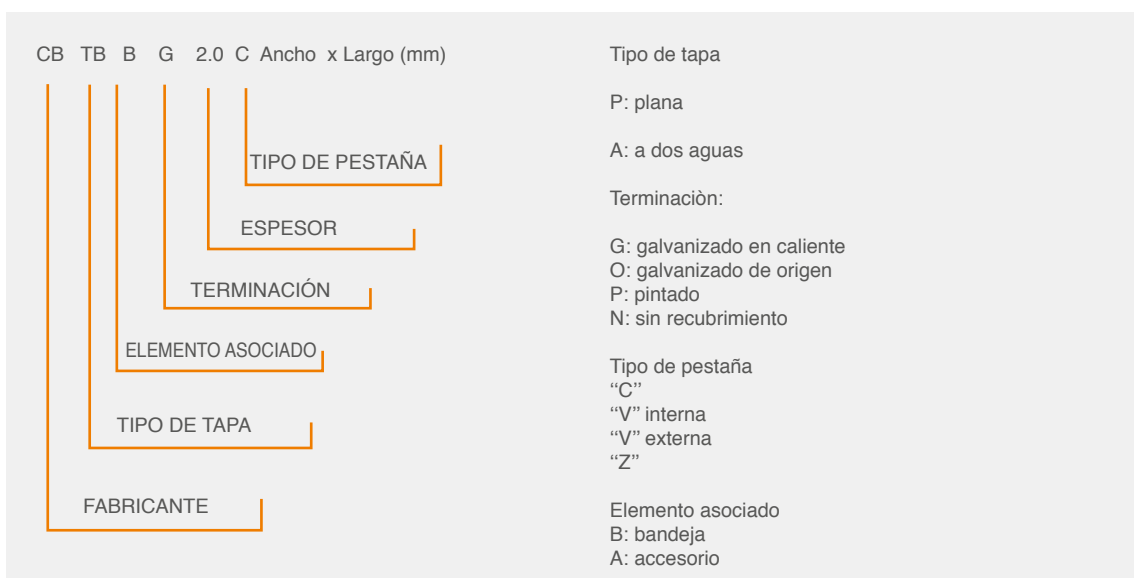 CB TB B G 2.0 C Ancho x Largo (mm)
TIPO DE PESTAÑA
ESPESOR
TERMINACIÓN
ELEMENTO ASOCIADO
TIPO DE TAPA
FABRICANTE
Tipo de tapa
P: plana
A: a dos aguas
Terminaciòn:
G: galvanizado en caliente
O: galvanizado de origen
P: pintado
N: sin recubrimiento
Tipo de pestaña
‘‘C’’
‘‘V’’ interna
‘‘V’’ externa
‘‘Z’’
Elemento asociado
B: bandeja
A: accesorio